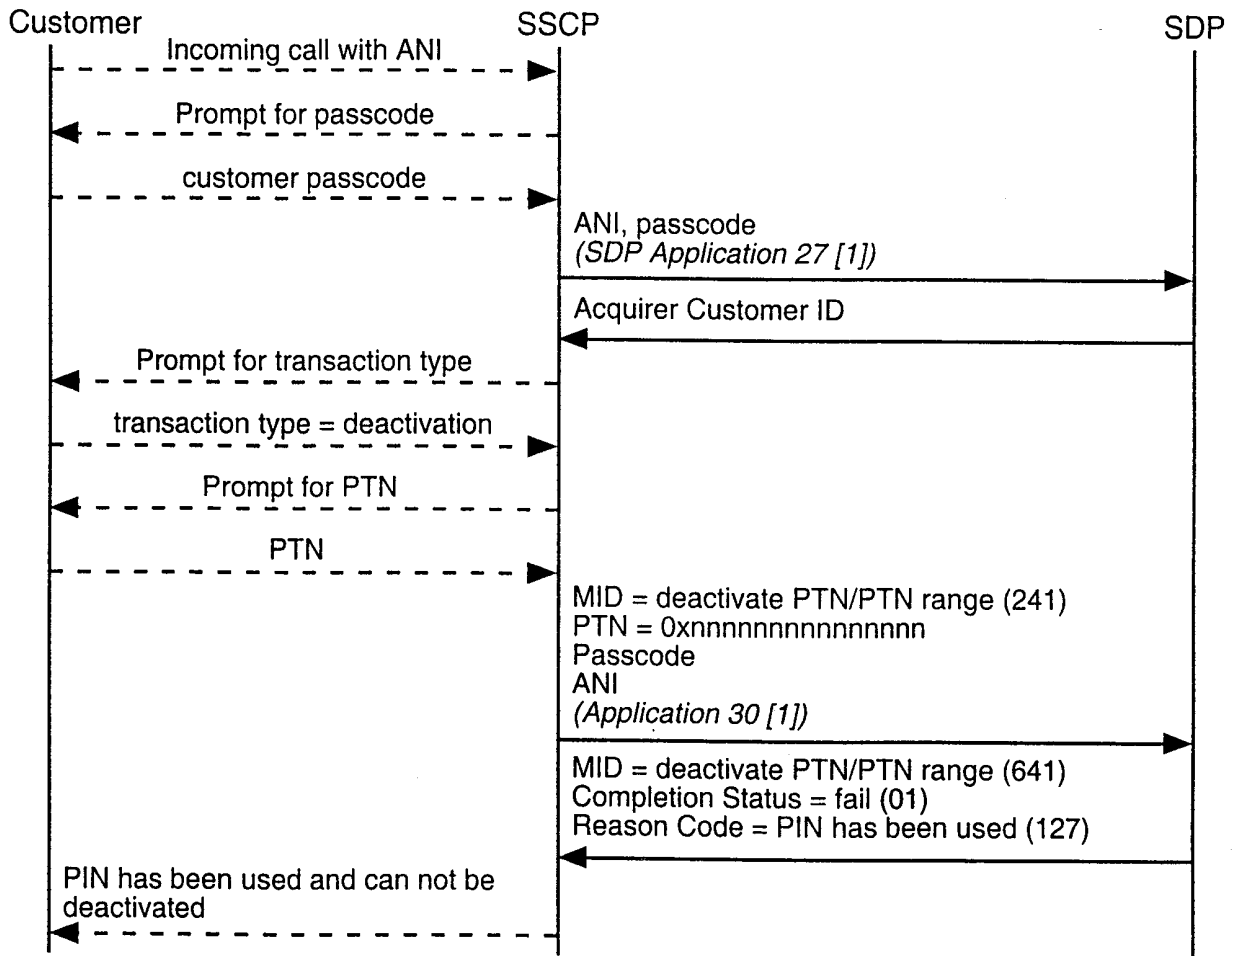 Customer
SSCP
SDP
Incoming call with ANI
Prompt for passcode
customer passcode
ANI, passcode
(SDP Application 27 [1])
Acquirer Customer ID
Prompt for transaction type
transaction type = deactivation
Prompt for PTN
PTN
MID = deactivate PTN/PTN range (241)
PTN = 0xnnnnnnnnnnnnnnnn
Passcode
ANI
(Application 30 [1])
MID = deactivate PTN/PTN range (641)
Completion Status = fail (01)
Reason Code = PIN has been used (127)
PIN has been used and can not be
deactivated